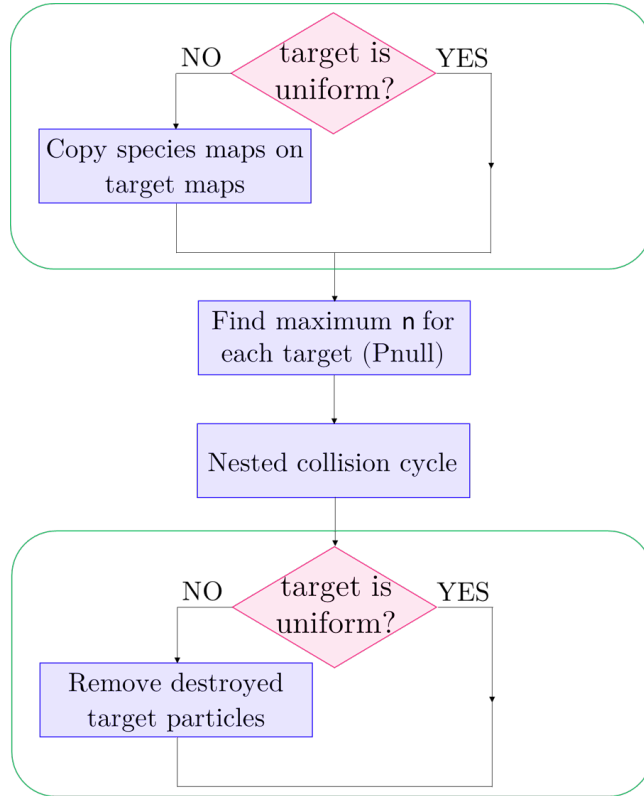 target is
uniform?
NO
YES
Copy species maps on
target maps
Find maximum n for
each target (Pnull)
Nested collision cycle
target is
uniform?
NO
YES
Remove destroyed
target particles